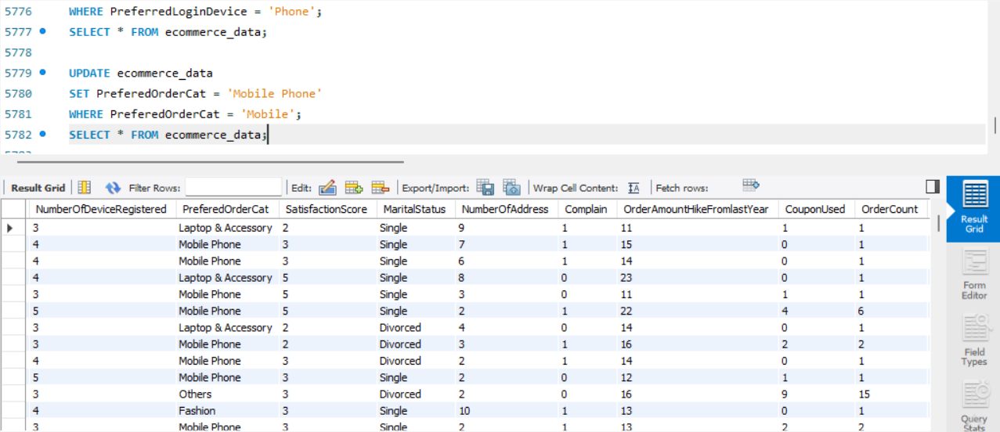 5776 WHERE PreferredLoginDevice = 'Phone';
5777 SELECT * FROM ecommerce_data;
5778
5779 UPDATE ecommerce_data
5780 SET PreferedOrderCat = 'Mobile Phone'
5781 WHERE PreferedOrderCat = 'Mobile';
5782 SELECT * FROM ecommerce_data;
Result Grid Filter Rows: Edit: Export/Import: Wrap Cell Content: Fetch rows:
NumberOfDeviceRegistered PreferedOrderCat SatisfactionScore MaritalStatus NumberOfAddress Complain OrderAmountHikeFromlastYear CouponUsed OrderCount
3 Laptop & Accessory 2 Single 9 1 11 1 1
4 Mobile Phone 3 Single 7 1 15 0 1
4 Mobile Phone 3 Single 6 1 14 0 1
4 Laptop & Accessory 5 Single 8 0 23 0 1
3 Mobile Phone 5 Single 3 0 11 1 1
5 Mobile Phone 5 Single 2 1 22 4 6
3 Laptop & Accessory 2 Divorced 4 0 14 0 1
3 Mobile Phone 2 Divorced 3 1 16 2 2
4 Mobile Phone 3 Divorced 2 1 14 0 1
5 Mobile Phone 3 Single 2 0 12 1 1
3 Others 3 Divorced 2 0 16 9 15
4 Fashion 3 Single 10 1 13 0 1
3 Mobile Phone 3 Single 2 1 13 2 2
Result
Grid
Form
Editor
Field
Types
Query
Stats